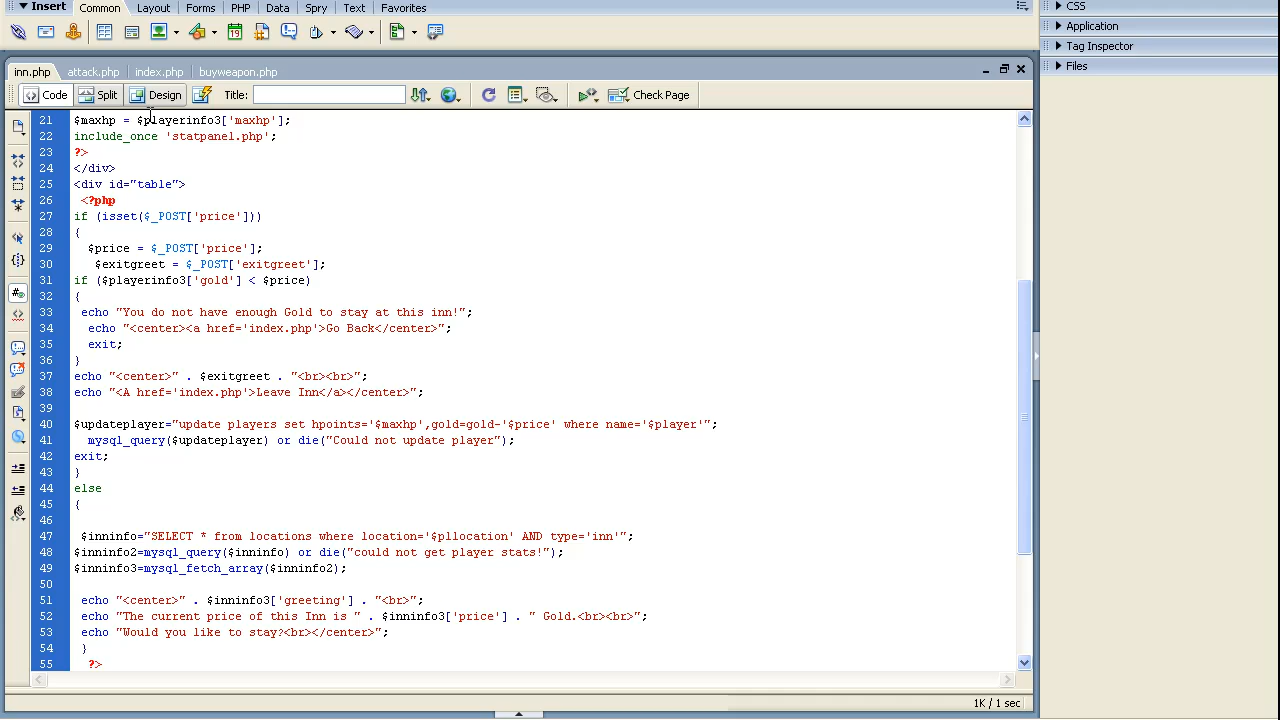 Insert Common Layout Forms PHP Data Spry Text Favorites
CSS
Application
Tag Inspector
Files
inn.php attack.php index.php buyweapon.php
Code Split Design Title: Check Page
21 $maxhp = $playerinfo3['maxhp'];
22 include_once 'statpanel.php';
23 ?>
24 </div>
25 <div id="table">
26 <?php
27 if (isset($_POST['price']))
28 {
29 $price = $_POST['price'];
30 $exitgreet = $_POST['exitgreet'];
31 if ($playerinfo3['gold'] < $price)
32 {
33 echo "You do not have enough Gold to stay at this inn!";
34 echo "<center><a href='index.php'>Go Back</center>";
35 exit;
36 }
37 echo "<center>" . $exitgreet . "<br><br>";
38 echo "<A href='index.php'>Leave Inn</a></center>";
39
40 $updateplayer="update players set hpoints='$maxhp',gold=gold-'$price' where name='$player'";
41 mysql_query($updateplayer) or die("Could not update player");
42 exit;
43 }
44 else
45 {
46
47 $inninfo="SELECT * from locations where location='$pllocation' AND type='inn'";
48 $inninfo2=mysql_query($inninfo) or die("could not get player stats!");
49 $inninfo3=mysql_fetch_array($inninfo2);
50
51 echo "<center>" . $inninfo3['greeting'] . "<br>";
52 echo "The current price of this Inn is " . $inninfo3['price'] . " Gold.<br><br>";
53 echo "Would you like to stay?<br></center>";
54 }
55 ?>
1K / 1 sec